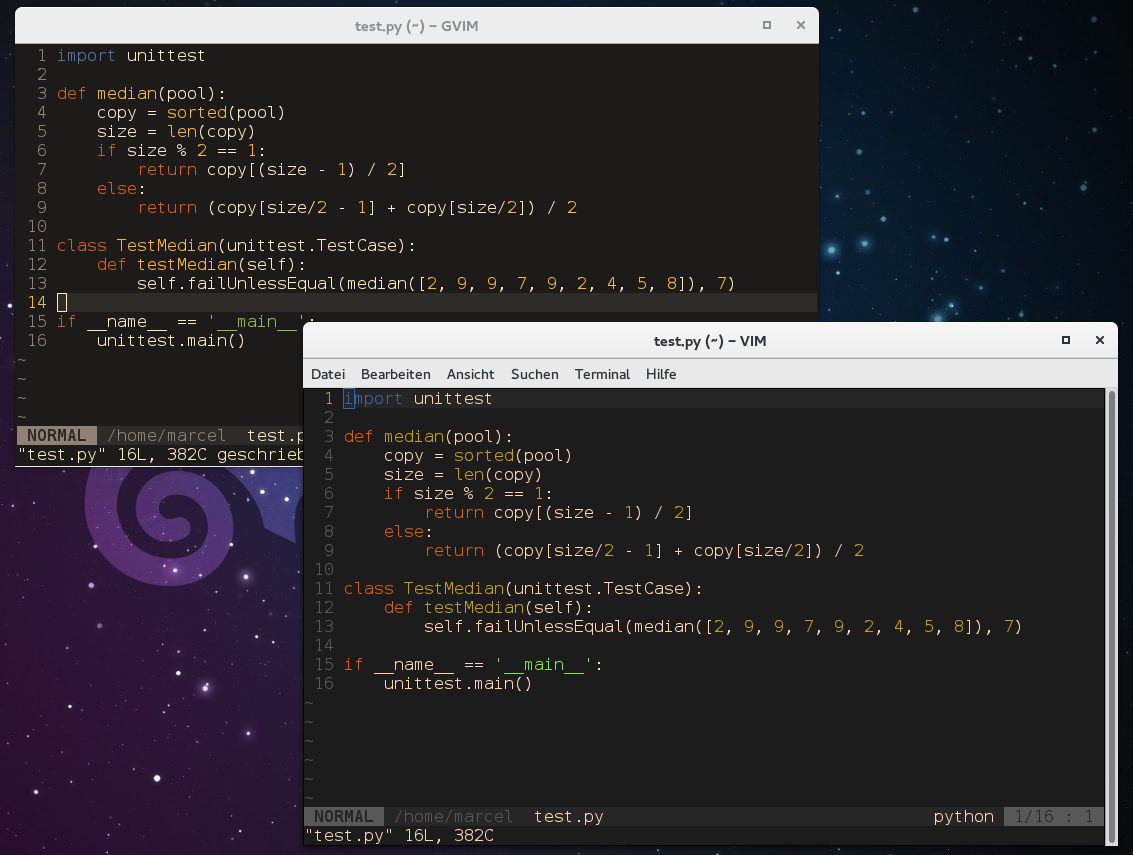 test.py (~) – GVIM
1 import unittest
2
3 def median(pool):
4     copy = sorted(pool)
5     size = len(copy)
6     if size % 2 == 1:
7         return copy[(size - 1) / 2]
8     else:
9         return (copy[size/2 - 1] + copy[size/2]) / 2
10
11 class TestMedian(unittest.TestCase):
12     def testMedian(self):
13         self.failUnlessEqual(median([2, 9, 9, 7, 9, 2, 4, 5, 8]), 7)
14
15 if __name__ == '__main__':
16     unittest.main()
~
~
~
~
NORMAL /home/marcel test.p
"test.py" 16L, 382C geschrieb
test.py (~) – VIM
Datei Bearbeiten Ansicht Suchen Terminal Hilfe
1 import unittest
2
3 def median(pool):
4     copy = sorted(pool)
5     size = len(copy)
6     if size % 2 == 1:
7         return copy[(size - 1) / 2]
8     else:
9         return (copy[size/2 - 1] + copy[size/2]) / 2
10
11 class TestMedian(unittest.TestCase):
12     def testMedian(self):
13         self.failUnlessEqual(median([2, 9, 9, 7, 9, 2, 4, 5, 8]), 7)
14
15 if __name__ == '__main__':
16     unittest.main()
~
~
~
~
~
~
NORMAL /home/marcel test.py python 1/16 : 1
"test.py" 16L, 382C